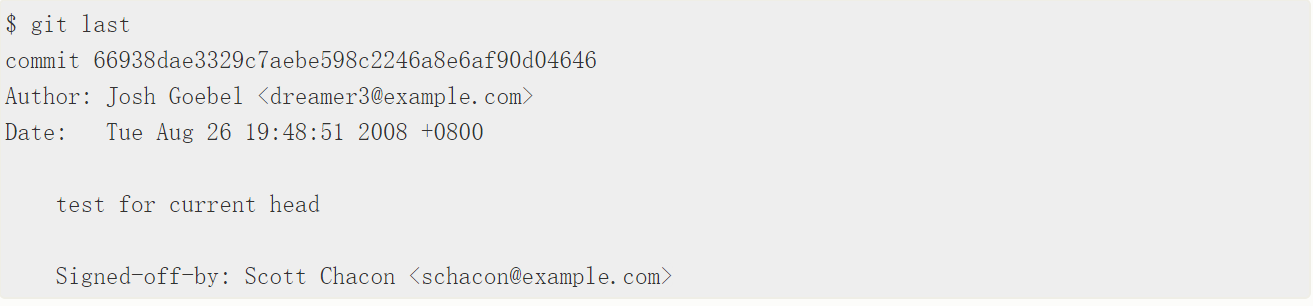 $ git last
commit 66938dae3329c7aebe598c2246a8e6af90d04646
Author: Josh Goebel <dreamer3@example.com>
Date:   Tue Aug 26 19:48:51 2008 +0800
    test for current head
    Signed-off-by: Scott Chacon <schacon@example.com>